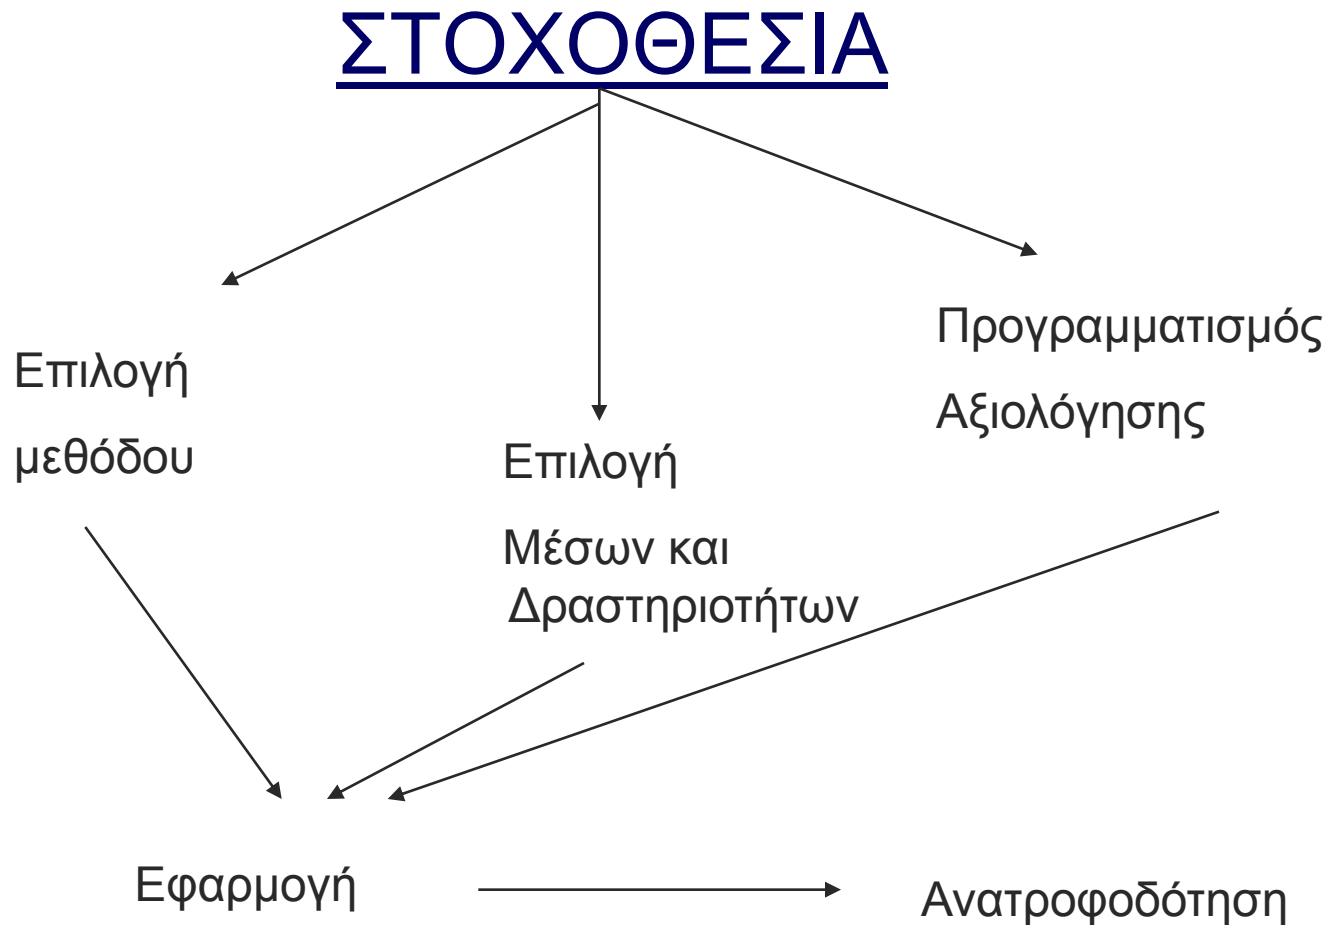 ΣΤΟΧΟΘΕΣΙΑ
Επιλογή
μεθόδου
Επιλογή
Μέσων και
Δραστηριοτήτων
Προγραμματισμός
Αξιολόγησης
Εφαρμογή
Ανατροφοδότηση